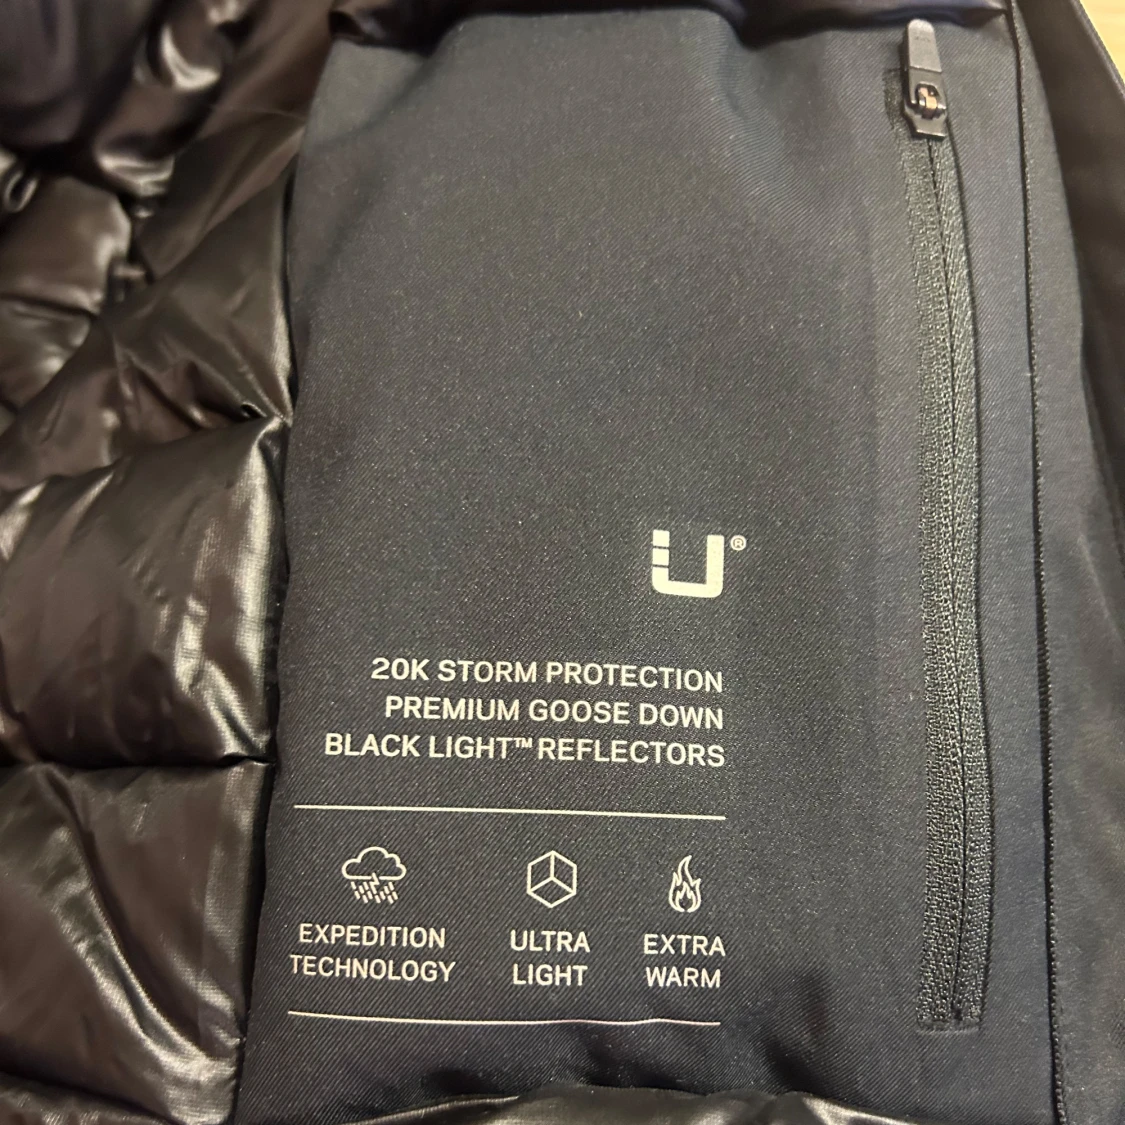 U®
20K STORM PROTECTION
PREMIUM GOOSE DOWN
BLACK LIGHT™ REFLECTORS
EXPEDITION
TECHNOLOGY
ULTRA
LIGHT
EXTRA
WARM